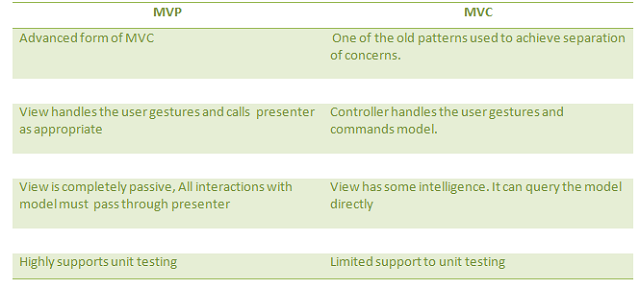 MVP MVC
Advanced form of MVC One of the old patterns used to achieve separation
of concerns.
View handles the user gestures and calls presenter Controller handles the user gestures and
as appropriate commands model.
View is completely passive, All interactions with View has some intelligence. It can query the model
model must pass through presenter directly
Highly supports unit testing Limited support to unit testing